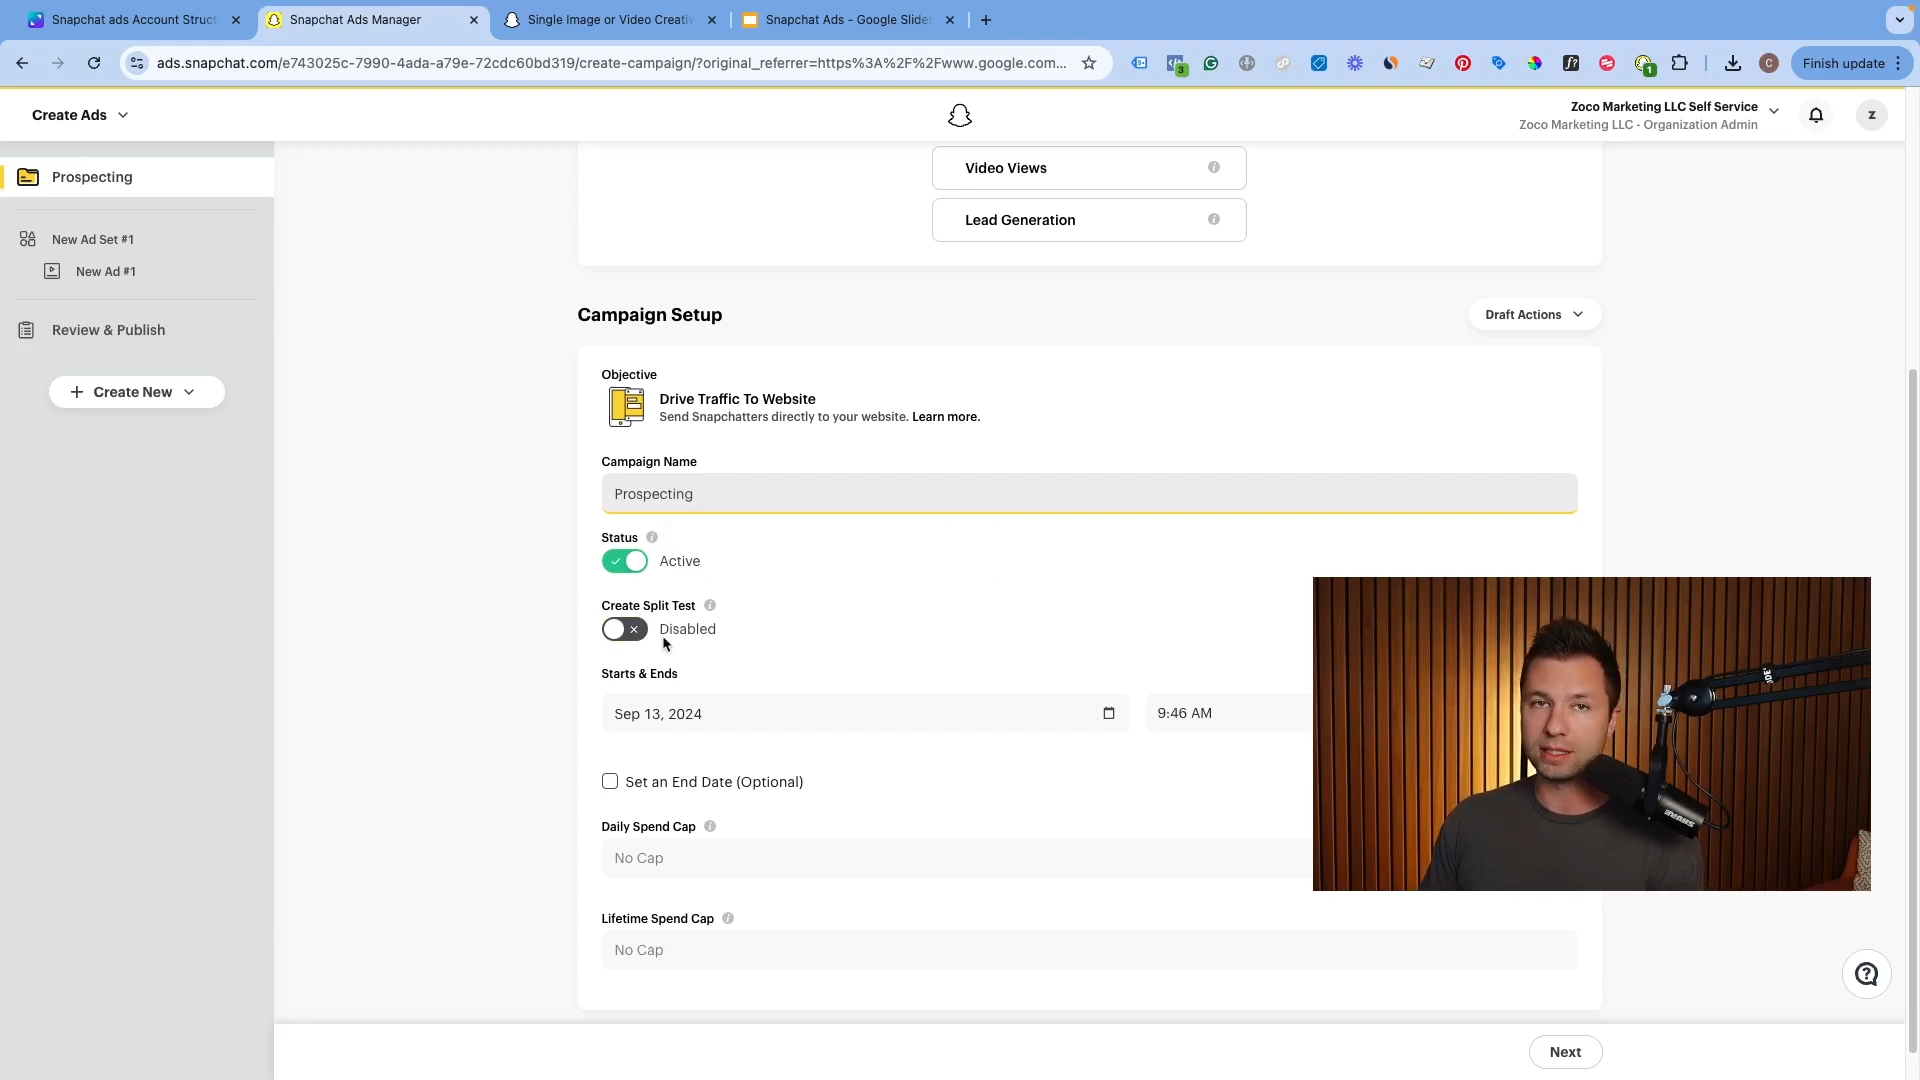 Snapchat ads Account Struct
Snapchat Ads Manager
Single Image or Video Creativ
Snapchat Ads - Google Slides
ads.snapchat.com/e743025c-7990-4ada-a79e-72cdc60bd319/create-campaign/?original_referrer=https%3A%2F%2Fwww.google.com...
3
f?
1
C
Finish update
Create Ads
Zoco Marketing LLC Self Service
Zoco Marketing LLC - Organization Admin
Z
Prospecting
New Ad Set #1
New Ad #1
Review & Publish
+ Create New
Video Views
Lead Generation
Campaign Setup
Draft Actions
Objective
Drive Traffic To Website
Send Snapchatters directly to your website. Learn more.
Campaign Name
Prospecting
Status
Active
Create Split Test
Disabled
Starts & Ends
Sep 13, 2024
9:46 AM
Set an End Date (Optional)
Daily Spend Cap
No Cap
Lifetime Spend Cap
No Cap
SHURE
Next